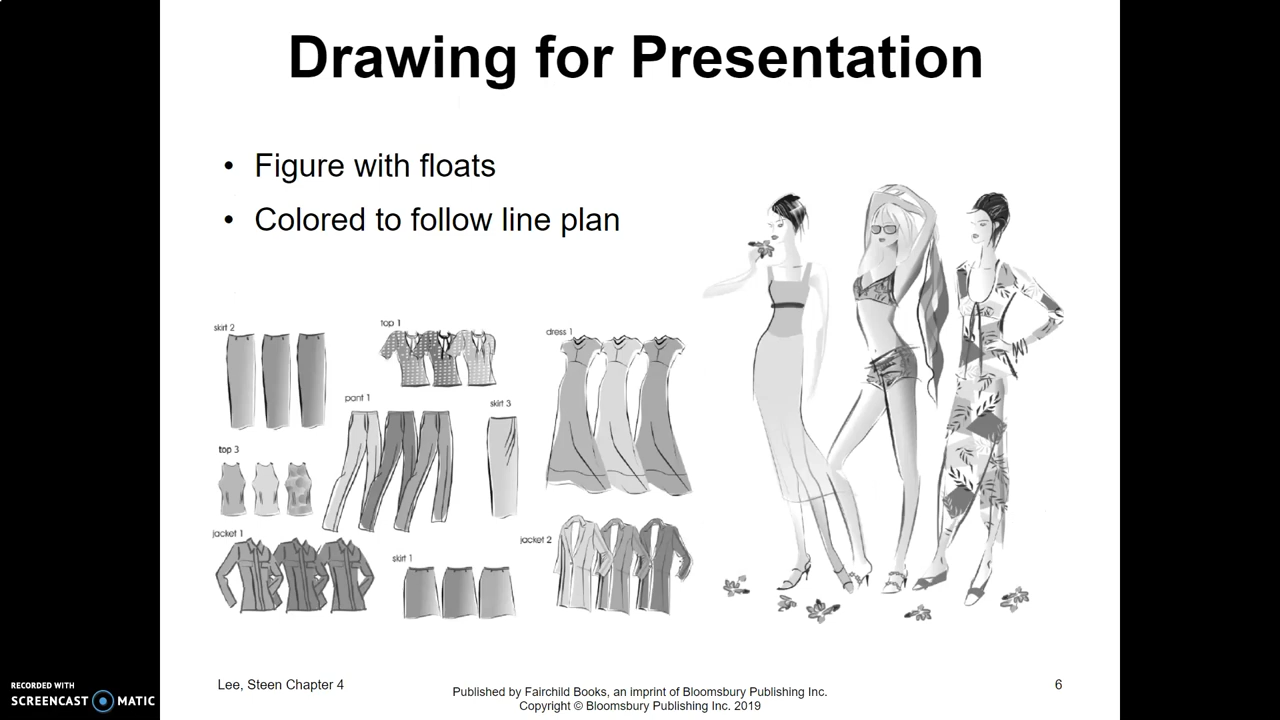 Drawing for Presentation
• Figure with floats
• Colored to follow line plan
skirt 2
top 1
dress 1
pant 1
skirt 3
top 3
jacket 1
skirt 1
jacket 2
Lee, Steen Chapter 4
Published by Fairchild Books, an imprint of Bloomsbury Publishing Inc.
Copyright © Bloomsbury Publishing Inc. 2019
6
RECORDED WITH
SCREENCAST MATIC